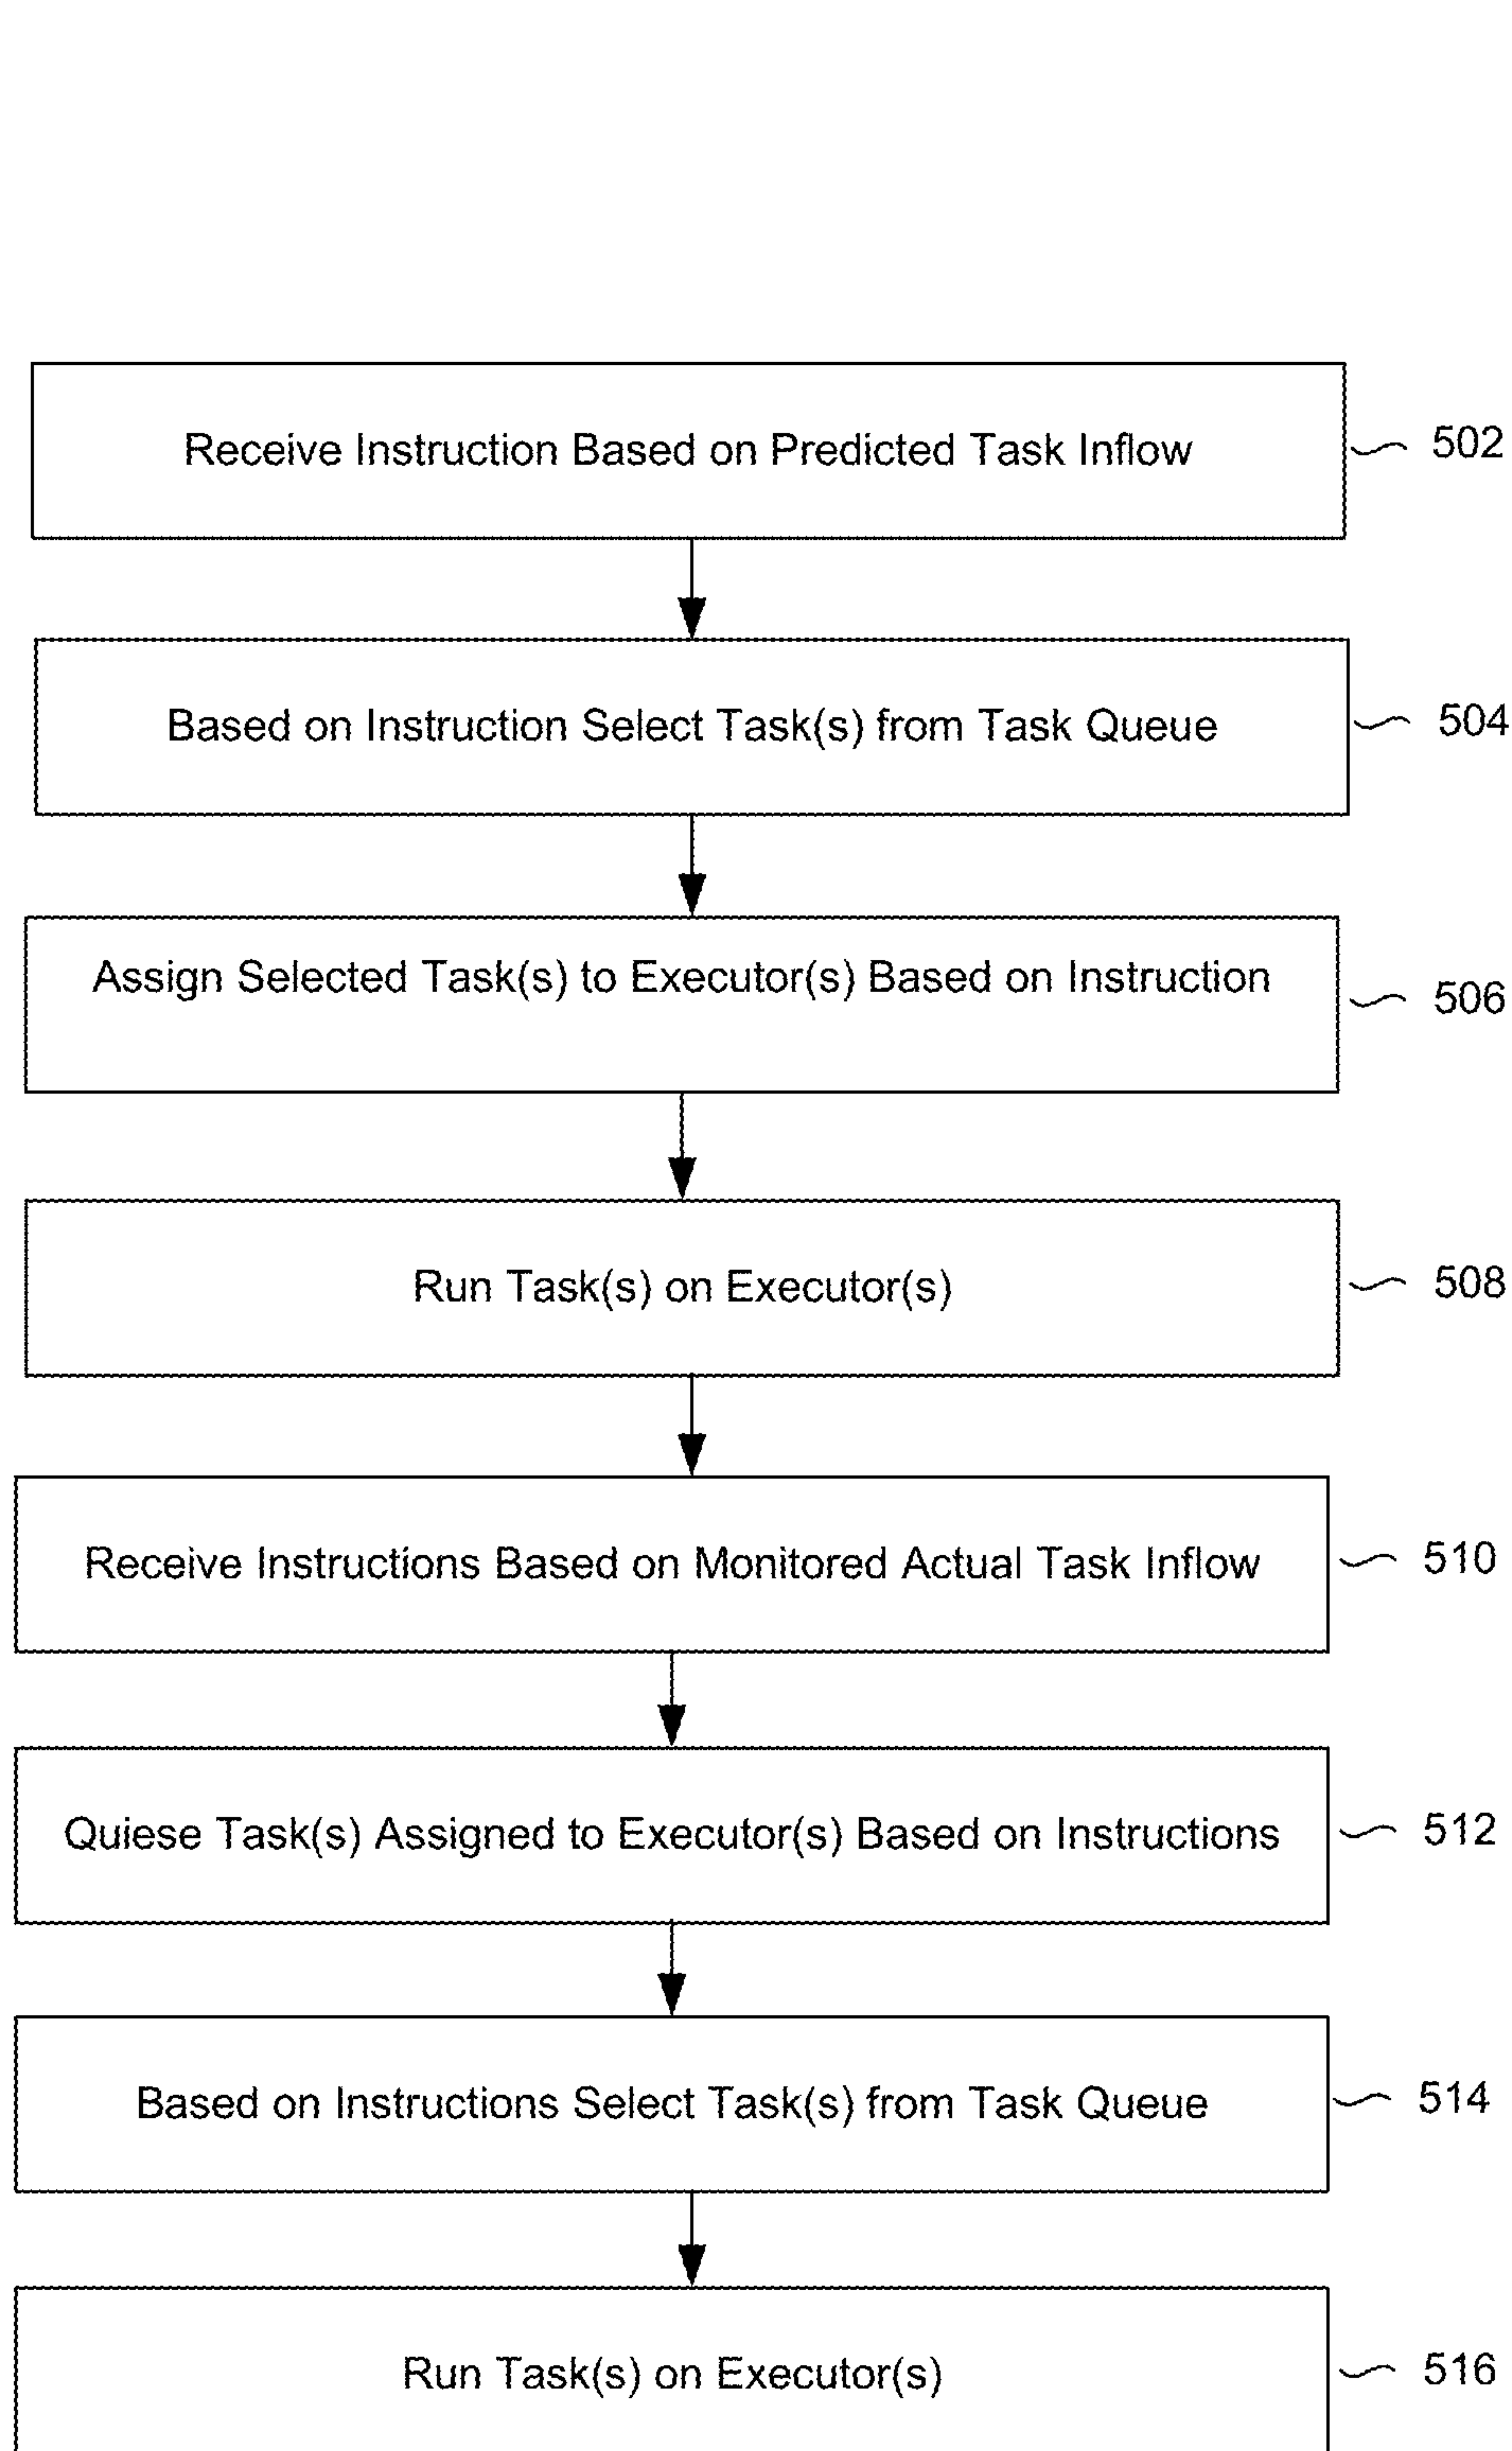 Receive Instruction Based on Predicted Task Inflow
502
Based on Instruction Select Task(s) from Task Queue
504
Assign Selected Task(s) to Executor(s) Based on Instruction
506
Run Task(s) on Executor(s)
508
Receive Instructions Based on Monitored Actual Task Inflow
510
Quiese Task(s) Assigned to Executor(s) Based on Instructions
512
Based on Instructions Select Task(s) from Task Queue
514
Run Task(s) on Executor(s)
516